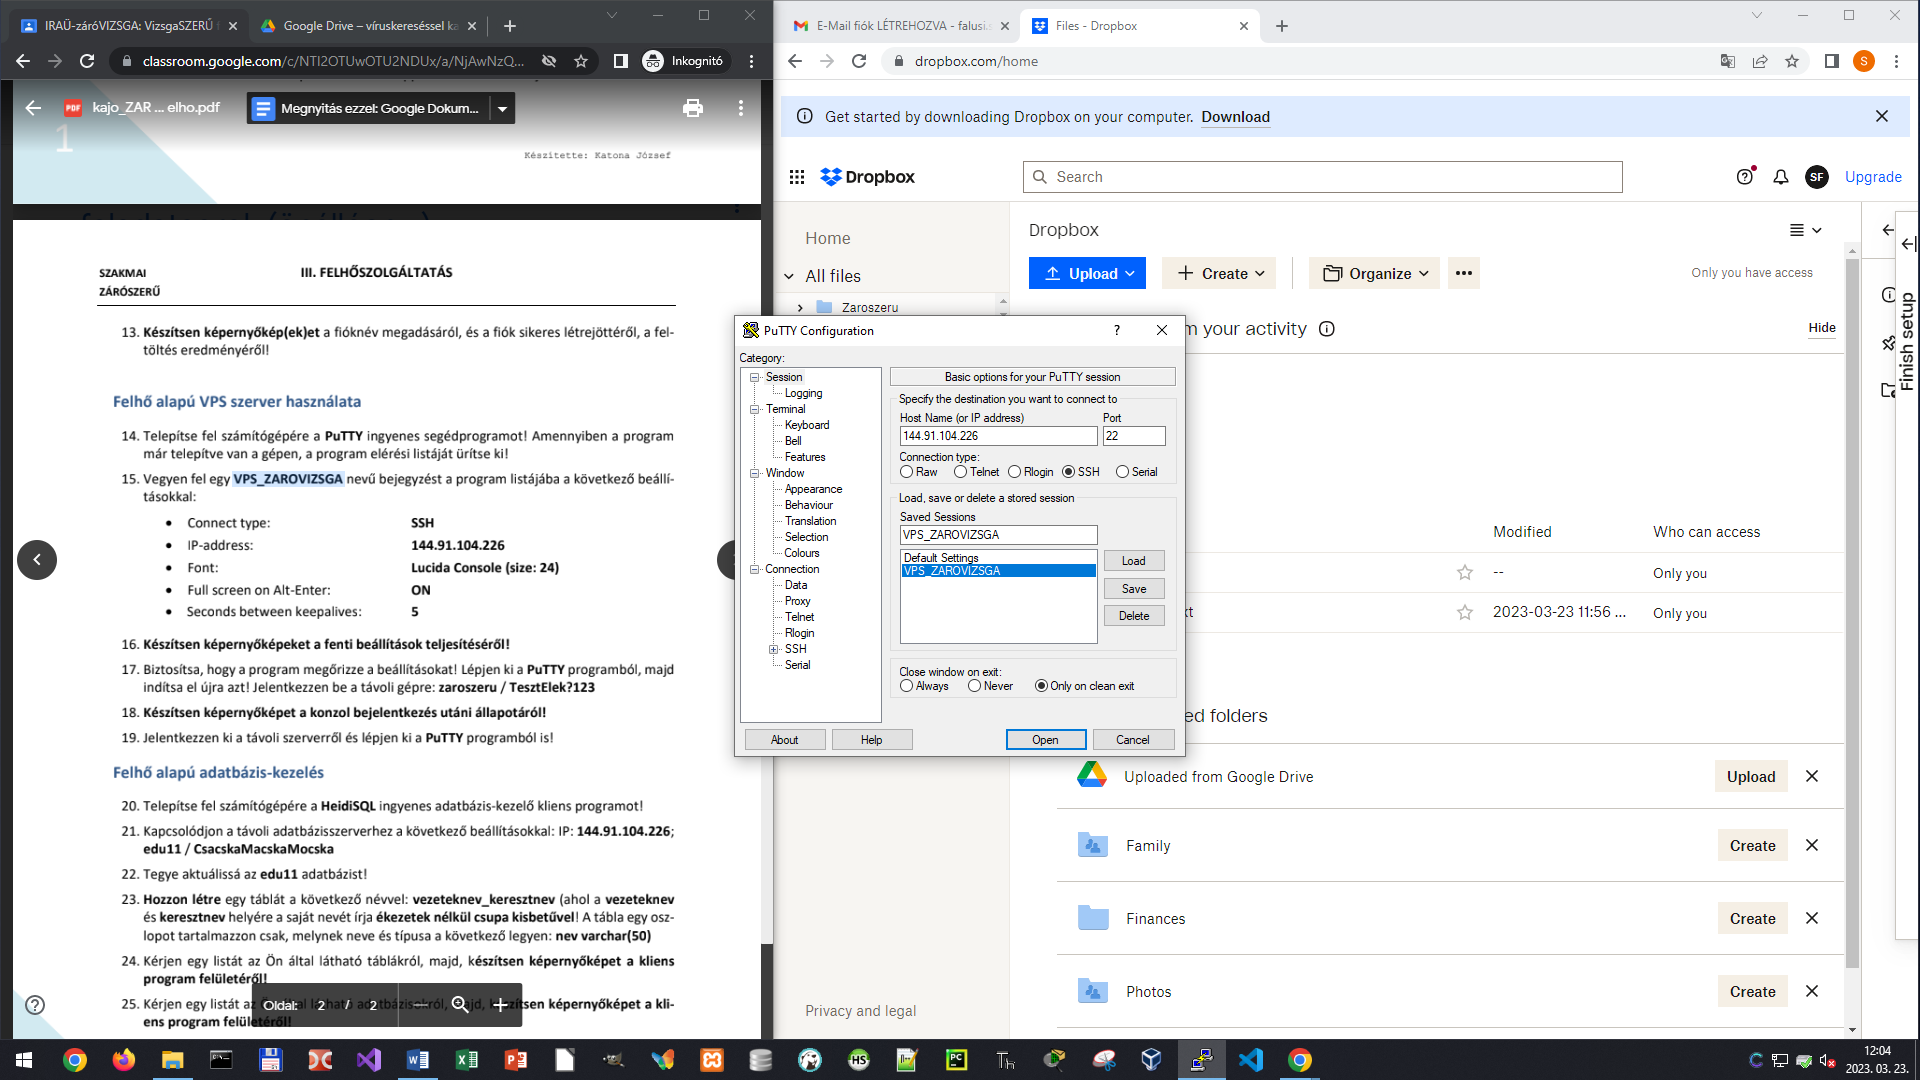 IRAÜ-záróVIZSGA: VizsgaSZERŰ
Google Drive – víruskereséssel ka
classroom.google.com/c/NTI2OTUwOTU2NDUx/a/NjAwNzQ...
Inkognitó
kajo_ZAR ... elho.pdf
Megnyitás ezzel: Google Dokum...
1
Készítette: Katona József
SZAKMAI
ZÁRÓSZERŰ
III. FELHŐSZOLGÁLTATÁS
13. Készítsen képernyőkép(ek)et a fióknév megadásáról, és a fiók sikeres létrejöttéről, a fel-
töltés eredményéről!
Felhő alapú VPS szerver használata
14. Telepítse fel számítógépére a PuTTY ingyenes segédprogramot! Amennyiben a program
már telepítve van a gépen, a program elérési listáját ürítse ki!
15. Vegyen fel egy VPS_ZAROVIZSGA nevű bejegyzést a program listájába a következő beállí-
tásokkal:
• Connect type: SSH
• IP-address: 144.91.104.226
• Font: Lucida Console (size: 24)
• Full screen on Alt-Enter: ON
• Seconds between keepalives: 5
16. Készítsen képernyőképeket a fenti beállítások teljesítéséről!
17. Biztosítsa, hogy a program megőrizze a beállításokat! Lépjen ki a PuTTY programból, majd
indítsa el újra azt! Jelentkezzen be a távoli gépre: zaroszeru / TesztElek?123
18. Készítsen képernyőképet a konzol bejelentkezés utáni állapotáról!
19. Jelentkezzen ki a távoli szerverről és lépjen ki a PuTTY programból is!
Felhő alapú adatbázis-kezelés
20. Telepítse fel számítógépére a HeidiSQL ingyenes adatbázis-kezelő kliens programot!
21. Kapcsolódjon a távoli adatbázisszerverhez a következő beállításokkal: IP: 144.91.104.226;
edu11 / CsacskaMacskaMocska
22. Tegye aktuálissá az edu11 adatbázist!
23. Hozzon létre egy táblát a következő névvel: vezeteknev_keresztnev (ahol a vezeteknev
és keresztnev helyére a saját nevét írja ékezetek nélkül csupa kisbetűvel! A tábla egy osz-
lopot tartalmazzon csak, melynek neve és típusa a következő legyen: nev varchar(50)
24. Kérjen egy listát az Ön által látható táblákról, majd, készítsen képernyőképet a kliens
program felületéről!
25. Kérjen egy listát az Ön által látható adatbázisokról, majd, készítsen képernyőképet a kli-
ens program felületéről!
Oldal: 2 / 2
E-Mail fiók LÉTREHOZVA - falusi.s
Files - Dropbox
dropbox.com/home
S
Get started by downloading Dropbox on your computer. Download
Dropbox
Search
SF
Upgrade
Home
All files
Zaroszeru
Dropbox
Upload
Create
Organize
Only you have access
m your activity
Hide
Finish setup
Modified
Who can access
--
Only you
xt
2023-03-23 11:56 ...
Only you
ed folders
Uploaded from Google Drive
Upload
Family
Create
Finances
Create
Photos
Create
Privacy and legal
PuTTY Configuration
?
Category:
Session
Logging
Terminal
Keyboard
Bell
Features
Window
Appearance
Behaviour
Translation
Selection
Colours
Connection
Data
Proxy
Telnet
Rlogin
SSH
Serial
Basic options for your PuTTY session
Specify the destination you want to connect to
Host Name (or IP address) Port
144.91.104.226 22
Connection type:
Raw Telnet Rlogin SSH Serial
Load, save or delete a stored session
Saved Sessions
VPS_ZAROVIZSGA
Default Settings
VPS_ZAROVIZSGA
Load
Save
Delete
Close window on exit:
Always Never Only on clean exit
About
Help
Open
Cancel
12:04
2023. 03. 23.